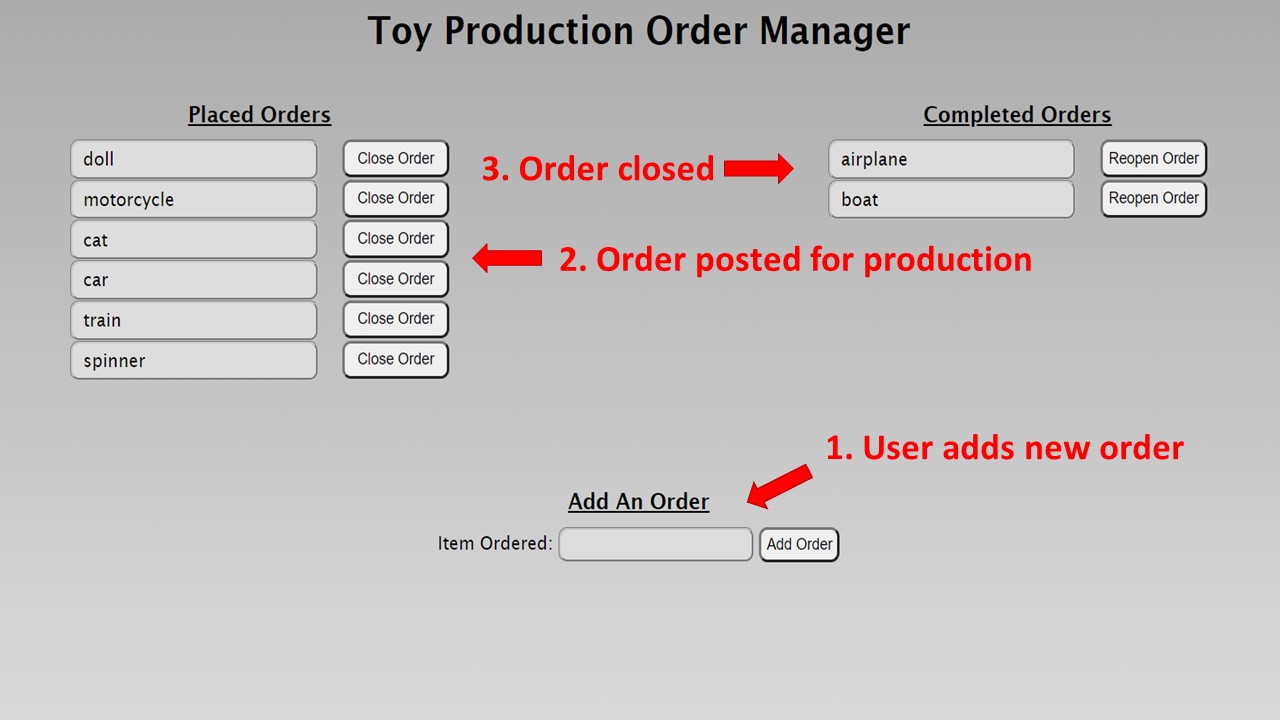 Toy Production Order Manager
Placed Orders
doll Close Order
motorcycle Close Order
cat Close Order
car Close Order
train Close Order
spinner Close Order
3. Order closed
2. Order posted for production
Completed Orders
airplane Reopen Order
boat Reopen Order
1. User adds new order
Add An Order
Item Ordered: Add Order